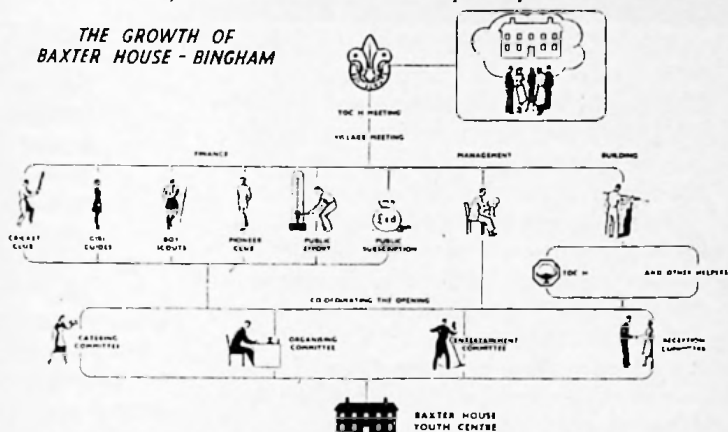 THE GROWTH OF
BAXTER HOUSE - BINGHAM
TOC H MEETING
VILLAGE MEETING
FINANCE
MANAGEMENT
BUILDING
CRICKET
CLUB
GIRL
GUIDES
BOY
SCOUTS
PIONEER
CLUB
PUBLIC
EFFORT
£sd
PUBLIC
SUBSCRIPTION
TOC H
AND OTHER HELPERS
CO-ORDINATING THE OPENING
CATERING
COMMITTEE
ORGANISING
COMMITTEE
ENTERTAINMENT
COMMITTEE
RECEPTION
COMMITTEE
BAXTER HOUSE
YOUTH CENTRE